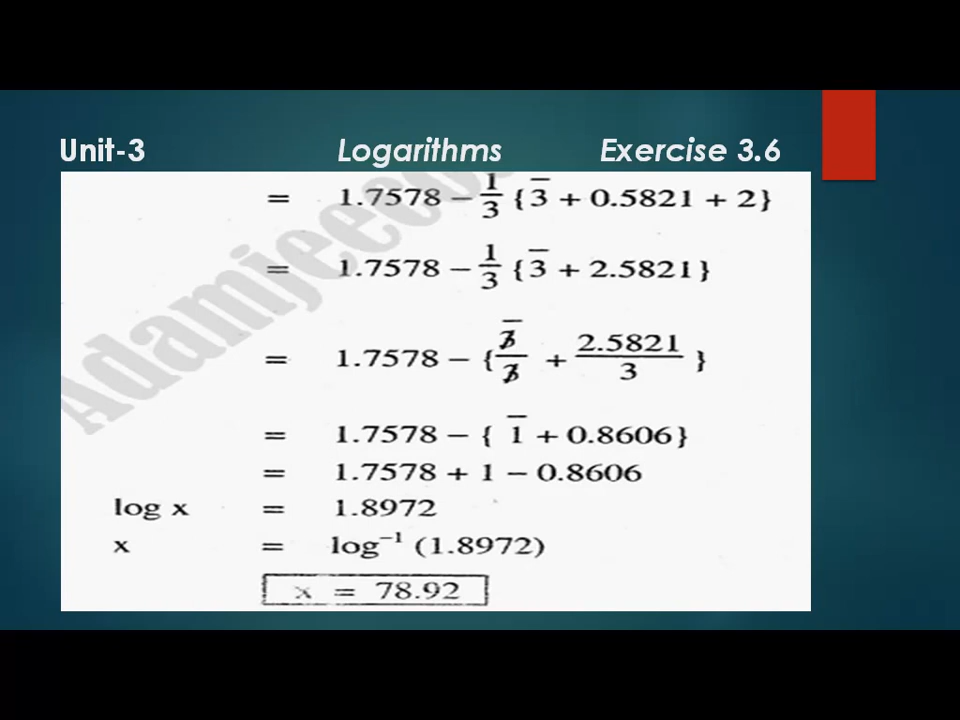 Unit-3 Logarithms Exercise 3.6
= 1.7578 − 1/3 {3̅ + 0.5821 + 2}
= 1.7578 − 1/3 {3̅ + 2.5821}
= 1.7578 − {3̅/3 + 2.5821/3}
= 1.7578 − { 1̅ + 0.8606}
= 1.7578 + 1 − 0.8606
log x = 1.8972
x = log⁻¹ (1.8972)
x = 78.92